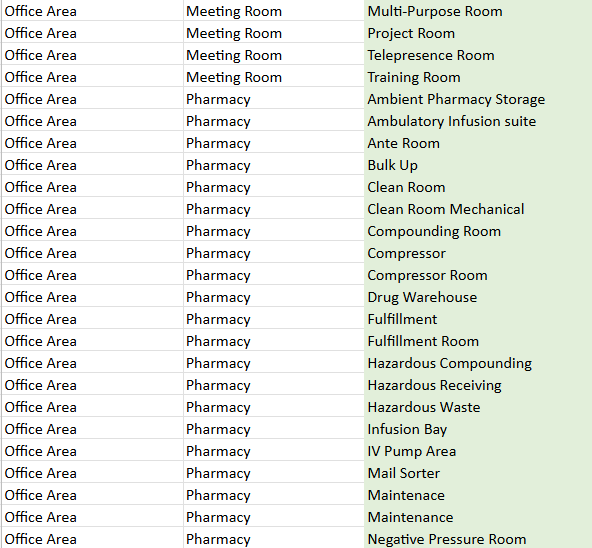 Office Area Meeting Room Multi-Purpose Room
Office Area Meeting Room Project Room
Office Area Meeting Room Telepresence Room
Office Area Meeting Room Training Room
Office Area Pharmacy Ambient Pharmacy Storage
Office Area Pharmacy Ambulatory Infusion suite
Office Area Pharmacy Ante Room
Office Area Pharmacy Bulk Up
Office Area Pharmacy Clean Room
Office Area Pharmacy Clean Room Mechanical
Office Area Pharmacy Compounding Room
Office Area Pharmacy Compressor
Office Area Pharmacy Compressor Room
Office Area Pharmacy Drug Warehouse
Office Area Pharmacy Fulfillment
Office Area Pharmacy Fulfillment Room
Office Area Pharmacy Hazardous Compounding
Office Area Pharmacy Hazardous Receiving
Office Area Pharmacy Hazardous Waste
Office Area Pharmacy Infusion Bay
Office Area Pharmacy IV Pump Area
Office Area Pharmacy Mail Sorter
Office Area Pharmacy Maintenace
Office Area Pharmacy Maintenance
Office Area Pharmacy Negative Pressure Room